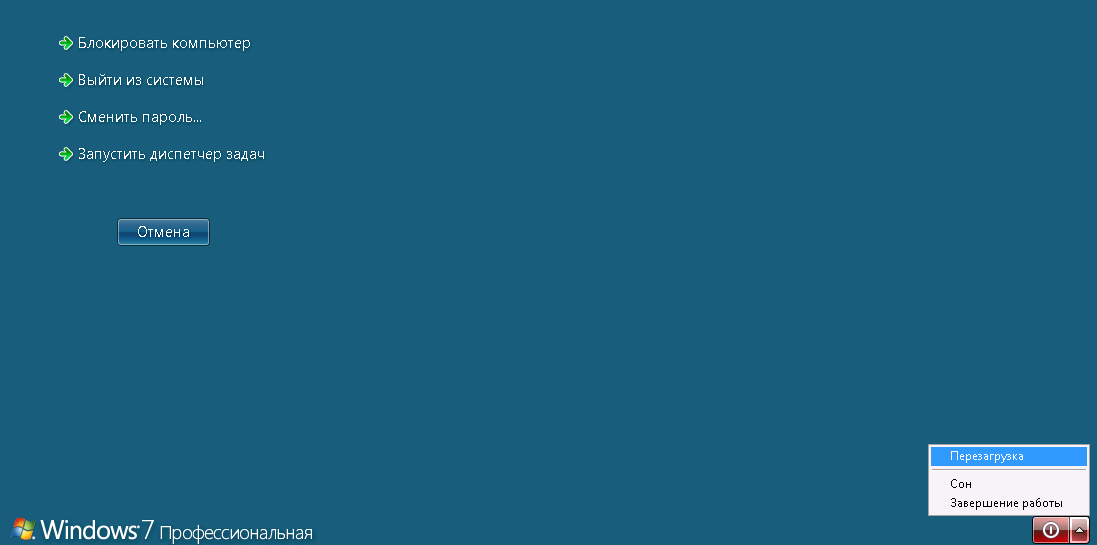 Блокировать компьютер
Выйти из системы
Сменить пароль...
Запустить диспетчер задач
Отмена
Перезагрузка
Сон
Завершение работы
Windows 7 Профессиональная